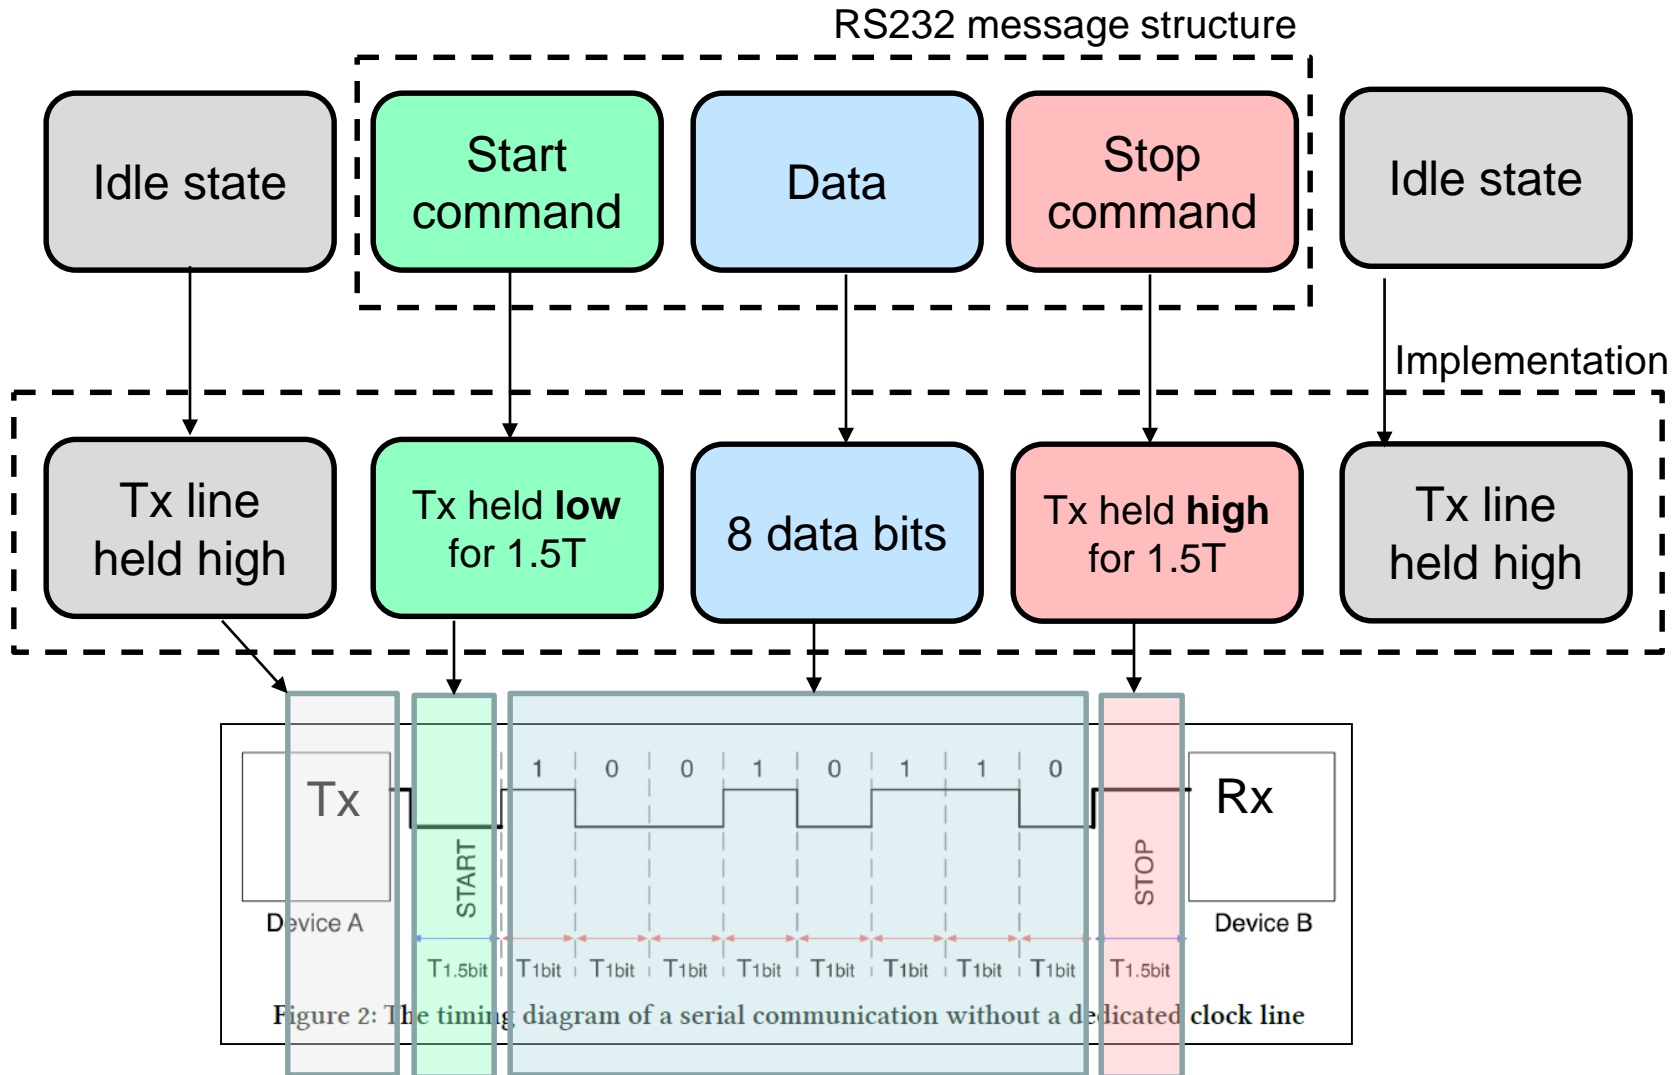 RS232 message structure
Idle state
Start
command
Data
Stop
command
Idle state
Implementation
Tx line
held high
Tx held low
for 1.5T
8 data bits
Tx held high
for 1.5T
Tx line
held high
1 0 0 1 0 1 1 0
Tx
Rx
START
STOP
Device A
Device B
T1.5bit T1bit T1bit T1bit T1bit T1bit T1bit T1bit T1bit T1.5bit
Figure 2: The timing diagram of a serial communication without a dedicated clock line